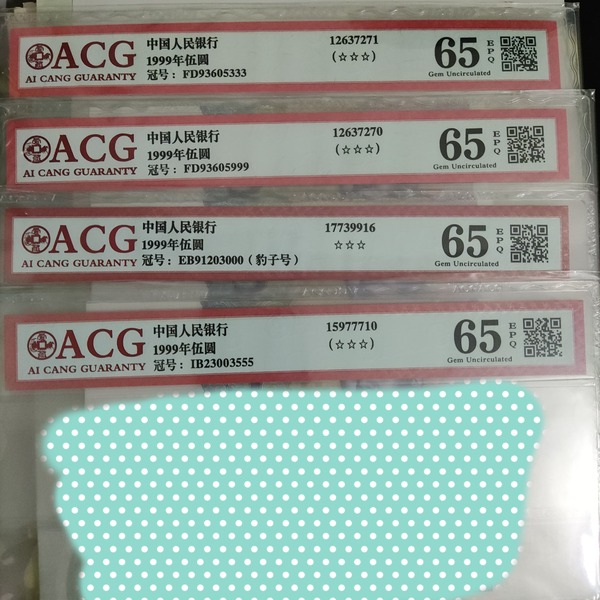 ACG
AI CANG GUARANTY
中国人民银行
1999年伍圆
冠号: FD93605333
12637271
(☆☆☆)
65
EPQ
Gem Uncirculated
ACG
AI CANG GUARANTY
中国人民银行
1999年伍圆
冠号: FD93605999
12637270
(☆☆☆)
65
EPQ
Gem Uncirculated
ACG
AI CANG GUARANTY
中国人民银行
1999年伍圆
冠号: EB91203000 (豹子号)
17739916
☆☆☆
65
EPQ
Gem Uncirculated
ACG
AI CANG GUARANTY
中国人民银行
1999年伍圆
冠号: IB23003555
15977710
(☆☆☆)
65
EPQ
Gem Uncirculated